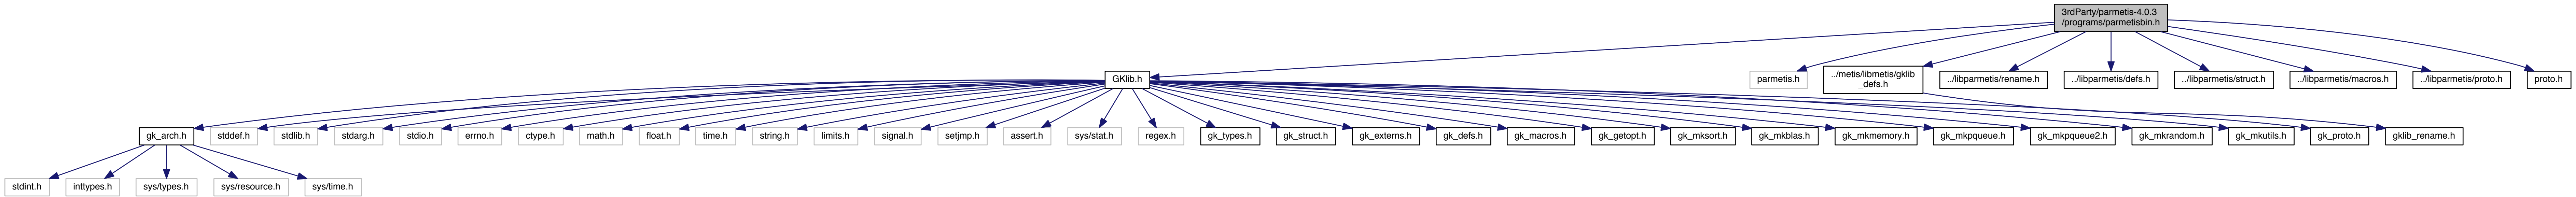 3rdParty/parmetis-4.0.3
/programs/parmetisbin.h
GKlib.h
parmetis.h
../metis/libmetis/gklib
_defs.h
../libparmetis/rename.h
../libparmetis/defs.h
../libparmetis/struct.h
../libparmetis/macros.h
../libparmetis/proto.h
proto.h
gk_arch.h
stddef.h
stdlib.h
stdarg.h
stdio.h
errno.h
ctype.h
math.h
float.h
time.h
string.h
limits.h
signal.h
setjmp.h
assert.h
sys/stat.h
regex.h
gk_types.h
gk_struct.h
gk_externs.h
gk_defs.h
gk_macros.h
gk_getopt.h
gk_mksort.h
gk_mkblas.h
gk_mkmemory.h
gk_mkpqueue.h
gk_mkpqueue2.h
gk_mkrandom.h
gk_mkutils.h
gk_proto.h
gklib_rename.h
stdint.h
inttypes.h
sys/types.h
sys/resource.h
sys/time.h